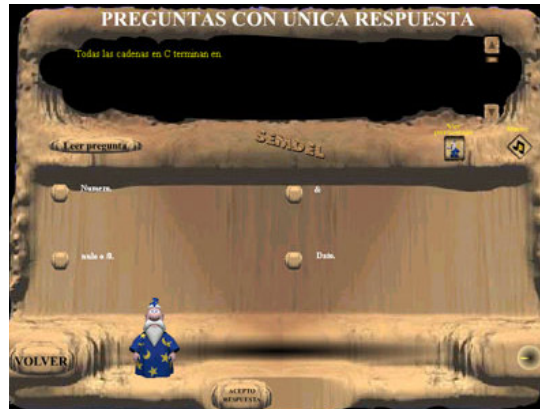 PREGUNTAS CON UNICA RESPUESTA
Todas las cadenas en C terminan en
Leer pregunta
SEMDEL
Numero.
&
nulo o /0.
Dato.
VOLVER
ACEPTO
RESPUESTA